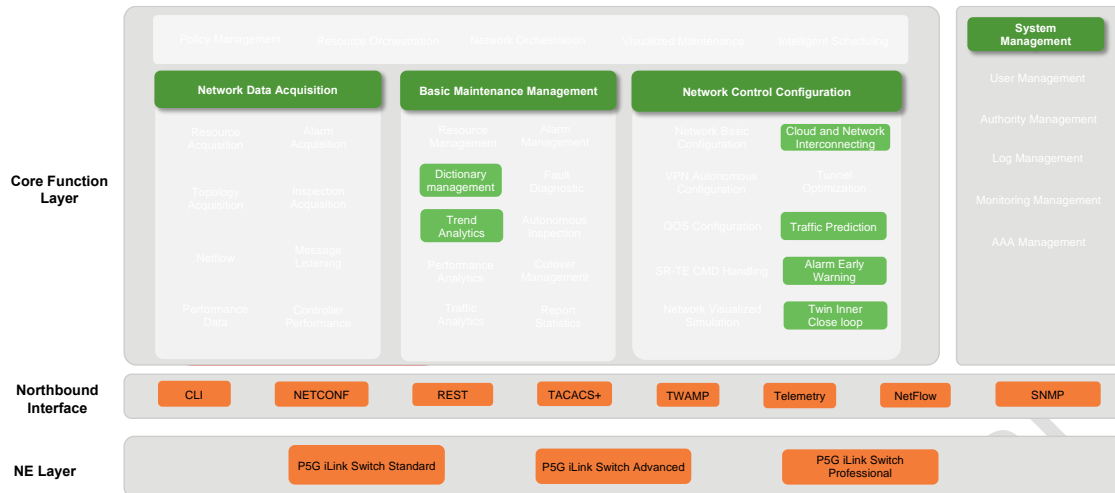 Policy Management Resource Orchestration Network Orchestration Visualized Maintenance Intelligent Scheduling
System
Management
Network Data Acquisition
Basic Maintenance Management
Network Control Configuration
User Management
Authority Management
Log Management
Monitoring Management
AAA Management
Resource
Acquisition
Alarm
Acquisition
Topology
Acquisition
Inspection
Acquisition
Netflow
Message
Listening
Performance
Data
Controller
Performance
Resource
Management
Alarm
Management
Dictionary
management
Fault
Diagnostic
Trend
Analytics
Autonomous
Inspection
Performance
Analytics
Cutover
Management
Traffic
Analytics
Report
Statistics
Network Basic
Configuration
Cloud and Network
Interconnecting
VPN Autonomous
Configuration
Tunnel
Optimization
QOS Configuration
Traffic Prediction
SR-TE CMD Handling
Alarm Early
Warning
Network Visualized
Simulation
Twin Inner
Close loop
Core Function
Layer
Northbound
Interface
CLI
NETCONF
REST
TACACS+
TWAMP
Telemetry
NetFlow
SNMP
NE Layer
P5G iLink Switch Standard
P5G iLink Switch Advanced
P5G iLink Switch
Professional